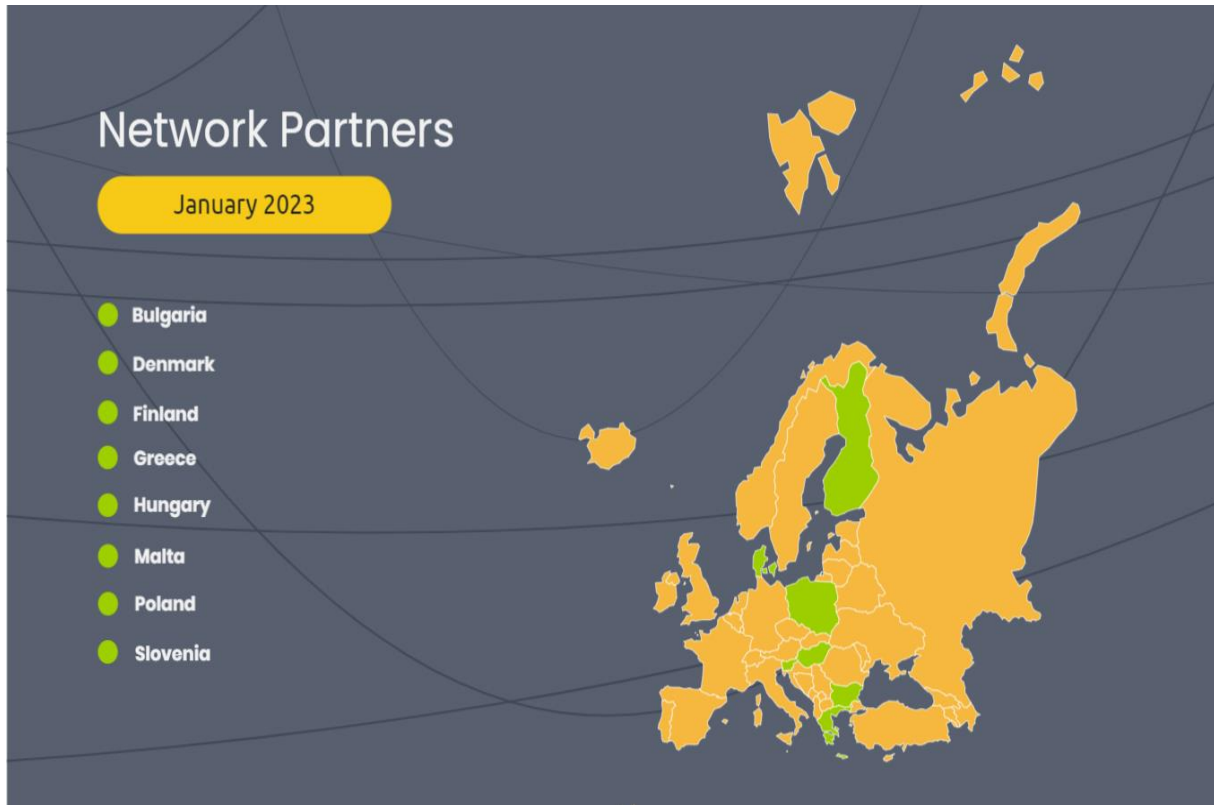 Network Partners
January 2023
Bulgaria
Denmark
Finland
Greece
Hungary
Malta
Poland
Slovenia